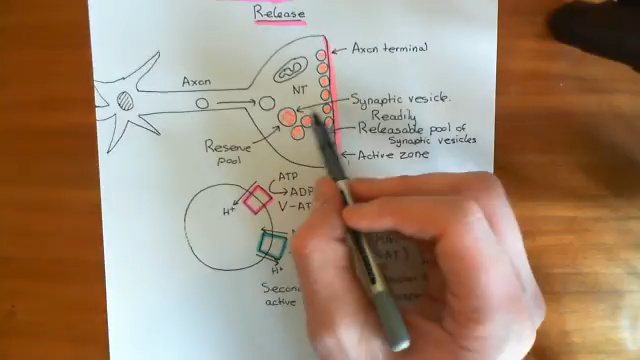 Release
Axon terminal
Axon
NT
Synaptic vesicle.
Readily
Releasable pool of
Synaptic vesicles
Reserve
pool
Active zone
ATP
ADP
H+
V-AT
H+
Second
active